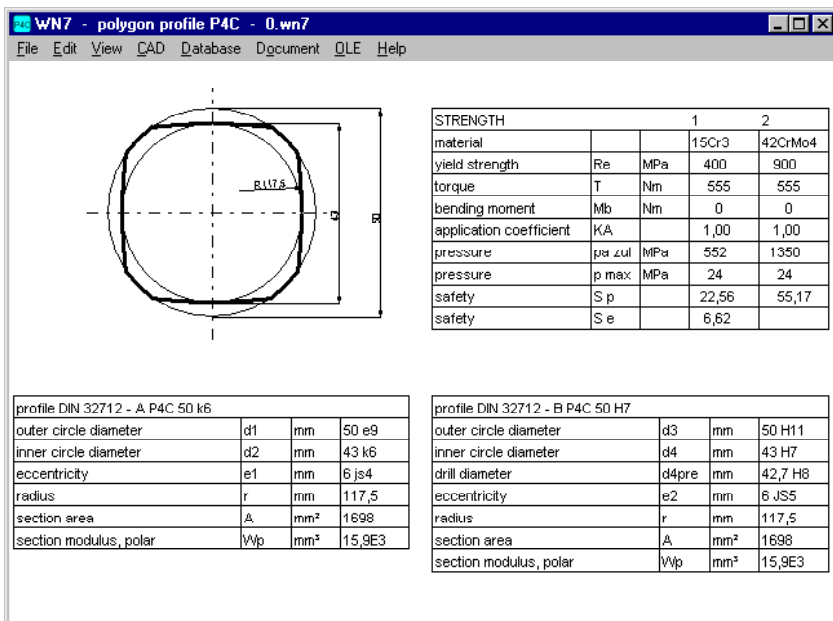 P4C WN7 - polygon profile P4C - 0.wn7
File Edit View CAD Database Document OLE Help
R117,5
43
50
STRENGTH 1 2
material 15Cr3 42CrMo4
yield strength Re MPa 400 900
torque T Nm 555 555
bending moment Mb Nm 0 0
application coefficient KA 1,00 1,00
pressure pa zul MPa 552 1350
pressure p max MPa 24 24
safety S p 22,56 55,17
safety S e 6,62
profile DIN 32712 - A P4C 50 k6
outer circle diameter d1 mm 50 e9
inner circle diameter d2 mm 43 k6
eccentricity e1 mm 6 js4
radius r mm 117,5
section area A mm² 1698
section modulus, polar Wp mm³ 15,9E3
profile DIN 32712 - B P4C 50 H7
outer circle diameter d3 mm 50 H11
inner circle diameter d4 mm 43 H7
drill diameter d4pre mm 42,7 H8
eccentricity e2 mm 6 JS5
radius r mm 117,5
section area A mm² 1698
section modulus, polar Wp mm³ 15,9E3